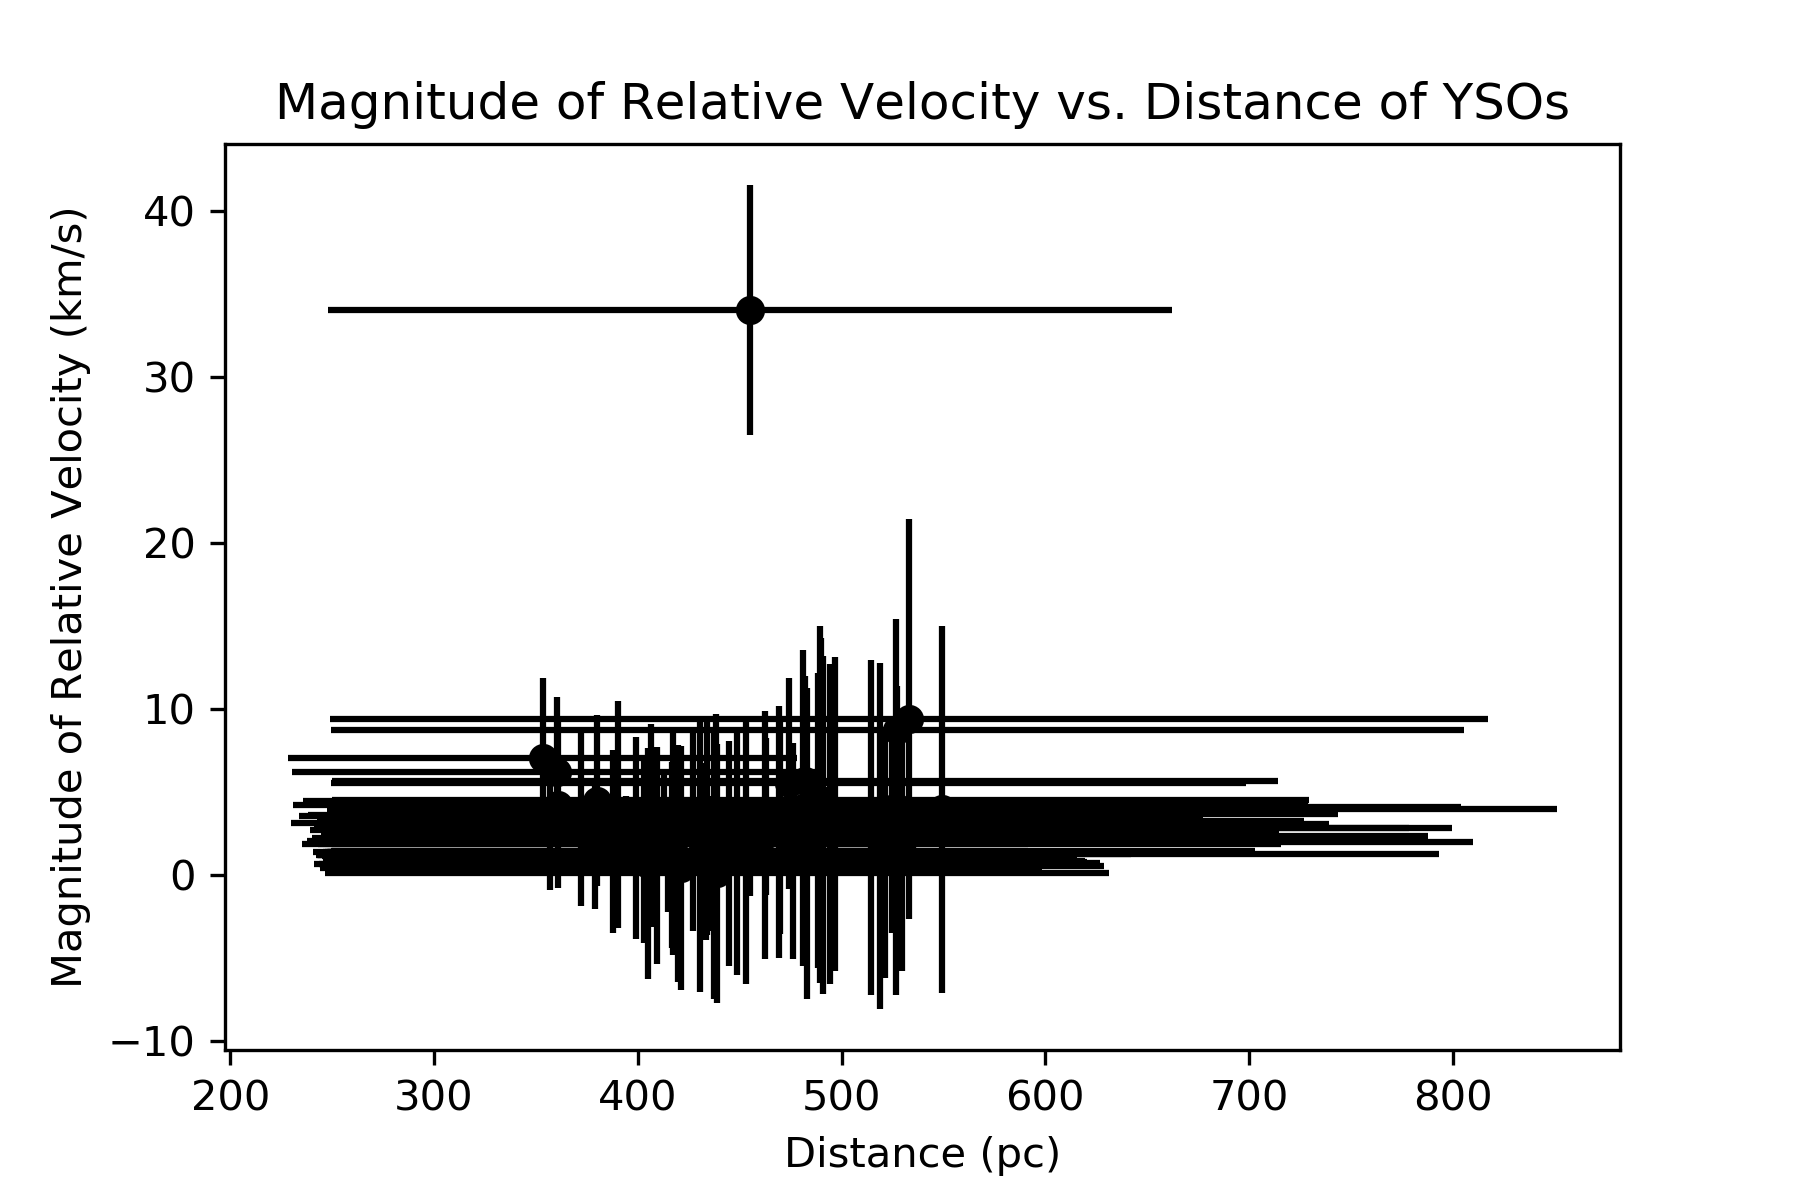 Magnitude of Relative Velocity vs. Distance of YSOs
Magnitude of Relative Velocity (km/s)
40
30
20
10
0
−10
200 300 400 500 600 700 800
Distance (pc)